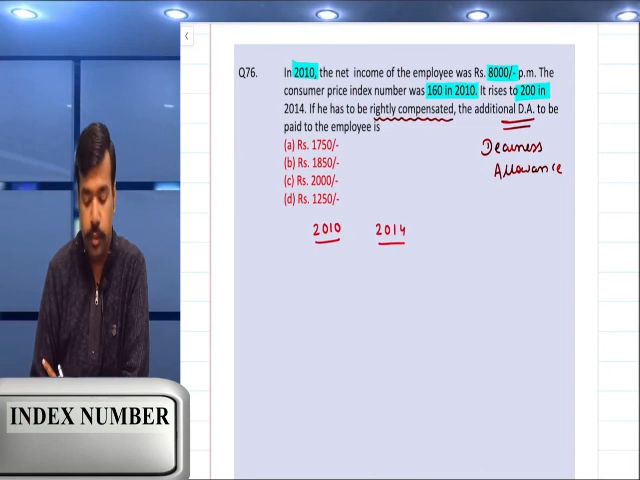 Q76. In 2010, the net income of the employee was Rs. 8000/- p.m. The
consumer price index number was 160 in 2010. It rises to 200 in
2014. If he has to be rightly compensated, the additional D.A. to be
paid to the employee is
(a) Rs. 1750/-
(b) Rs. 1850/-
(c) Rs. 2000/-
(d) Rs. 1250/-
Dearness
Allowance
2010 2014
INDEX NUMBER